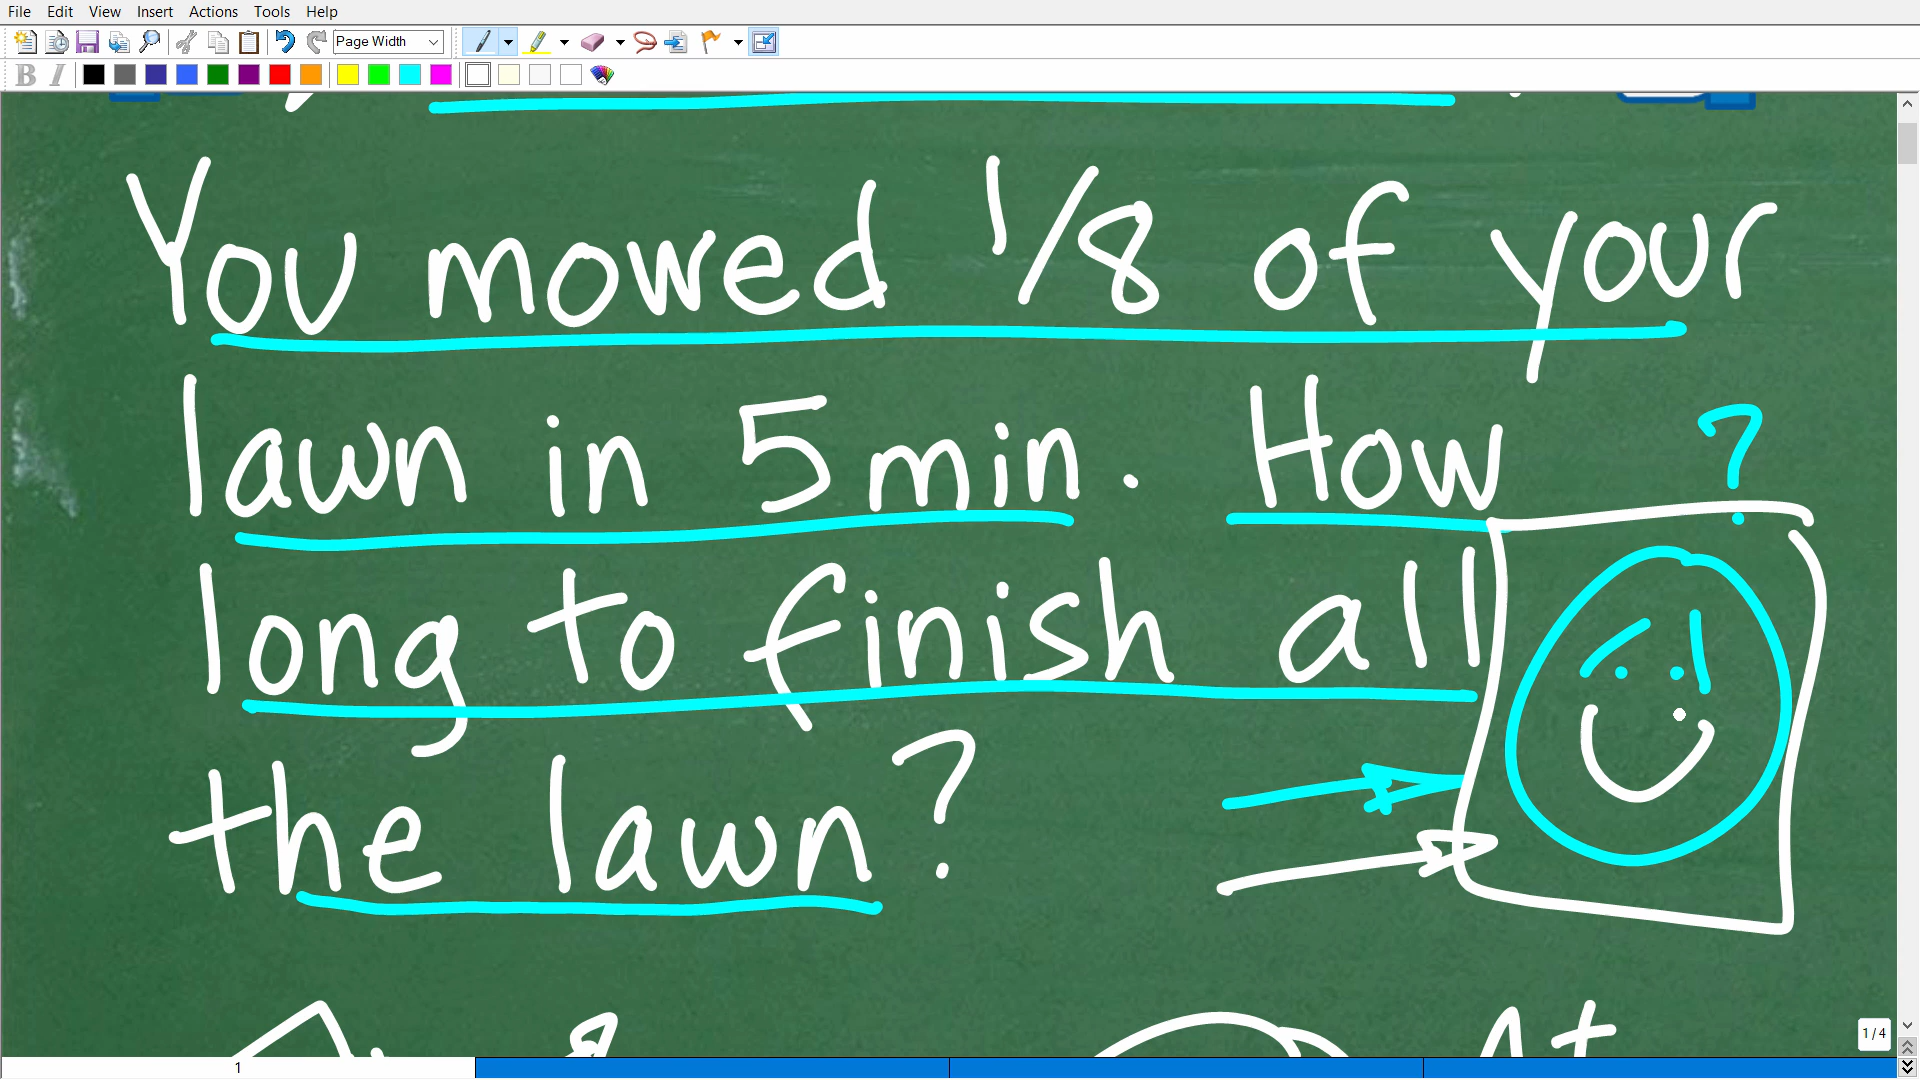 File Edit View Insert Actions Tools Help
Page Width
B I
You mowed 1/8 of your
lawn in 5 min. How
?
long to finish all
the lawn?
1 / 4
1